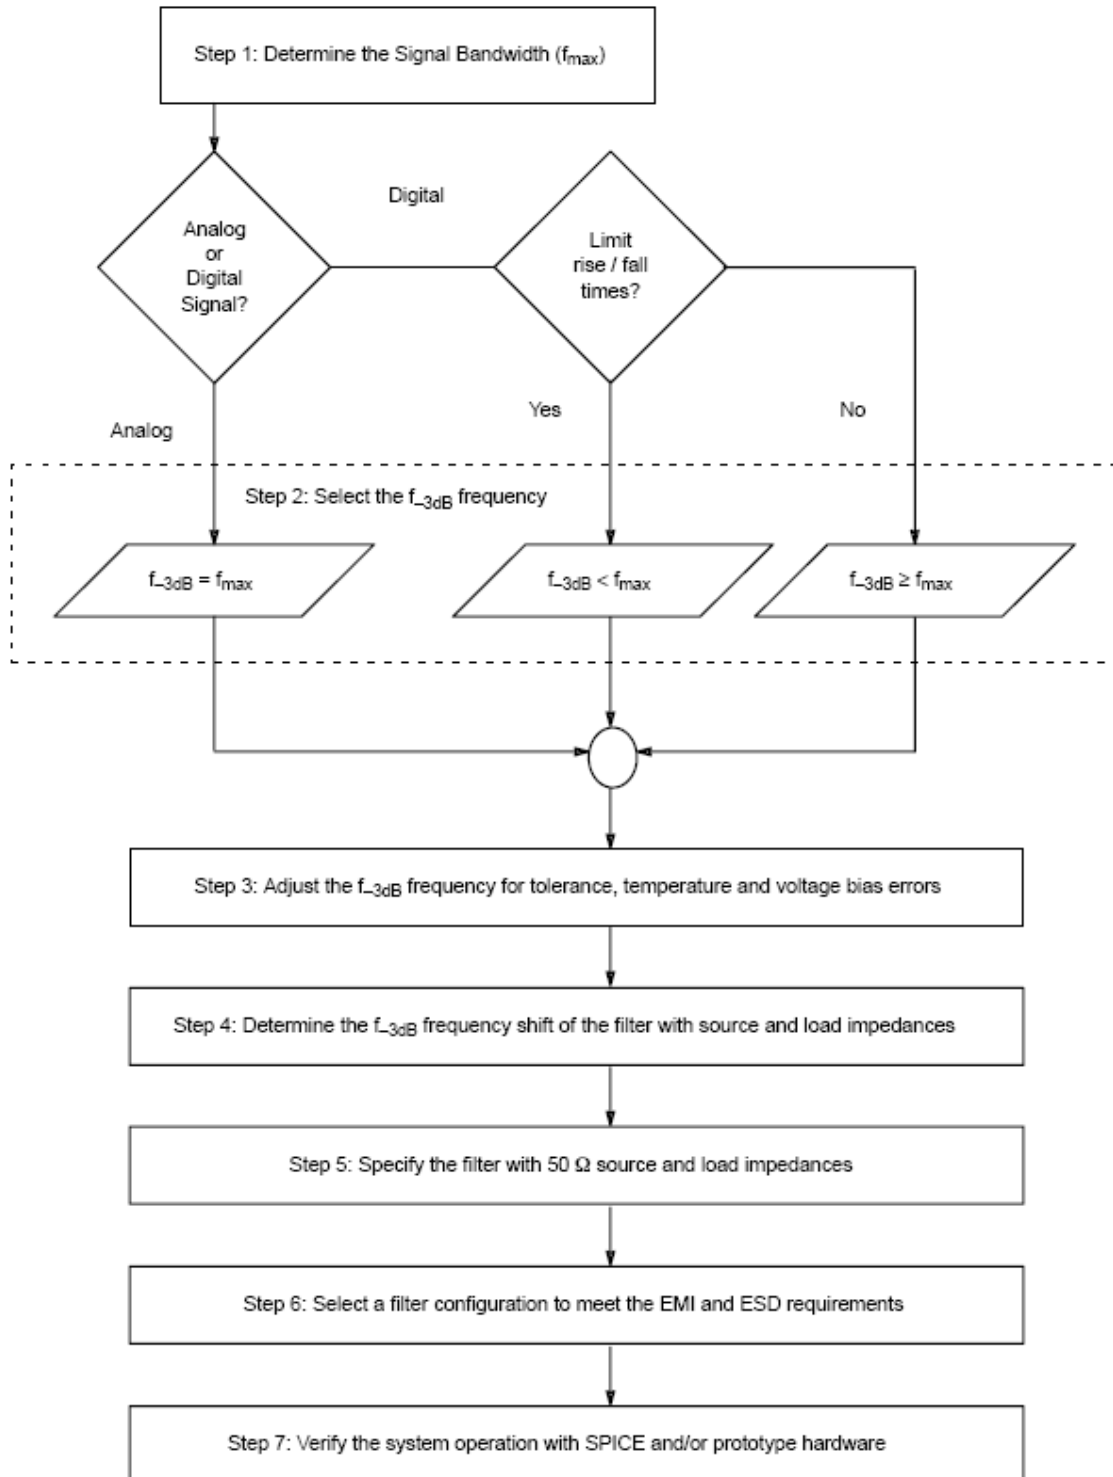 Step 1: Determine the Signal Bandwidth (fmax)
Digital
Analog
or
Digital
Signal?
Limit
rise / fall
times?
Analog
Yes
No
Step 2: Select the f–3dB frequency
f–3dB = fmax
f–3dB < fmax
f–3dB ≥ fmax
Step 3: Adjust the f–3dB frequency for tolerance, temperature and voltage bias errors
Step 4: Determine the f–3dB frequency shift of the filter with source and load impedances
Step 5: Specify the filter with 50 Ω source and load impedances
Step 6: Select a filter configuration to meet the EMI and ESD requirements
Step 7: Verify the system operation with SPICE and/or prototype hardware